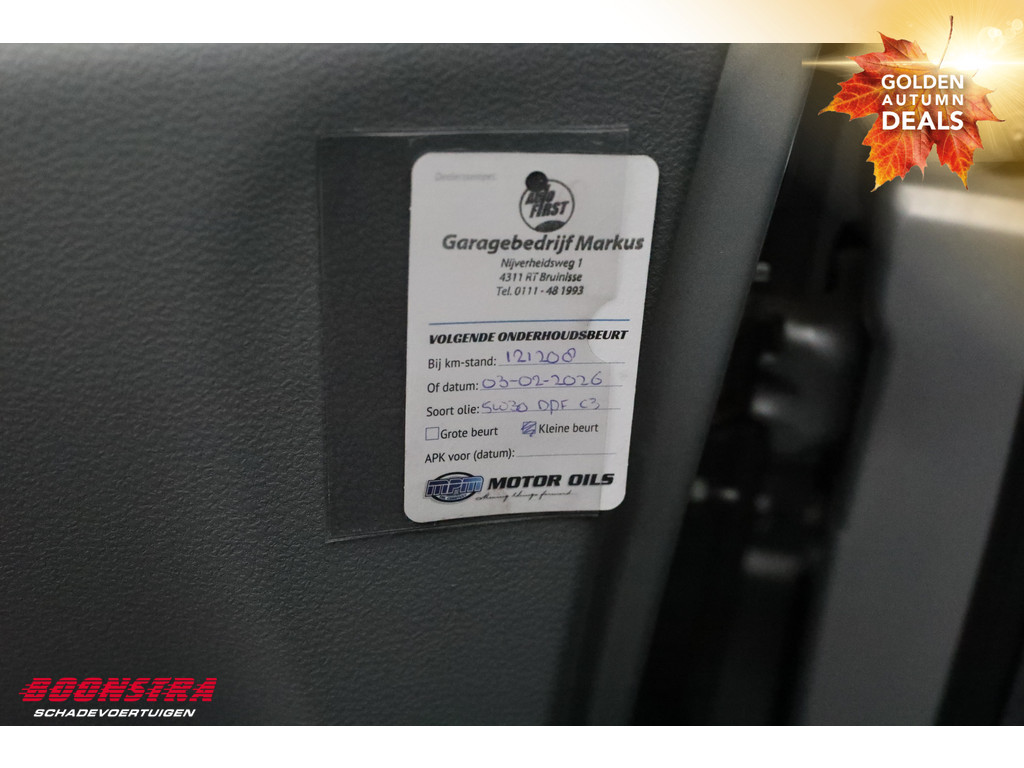 GOLDEN
AUTUMN
DEALS
FIRST
Garagebedrijf Markus
Nijverheidsweg 1
4311 RT Bruinisse
Tel. 0111 - 48 1993
VOLGENDE ONDERHOUDSBEURT
Bij km-stand: 121208
Of datum: 03-02-2026
Soort olie: 5W30 DPF C3
Grote beurt Kleine beurt
APK voor (datum):
MPM MOTOR OILS
BOONSTRA
SCHADEVOERTUIGEN